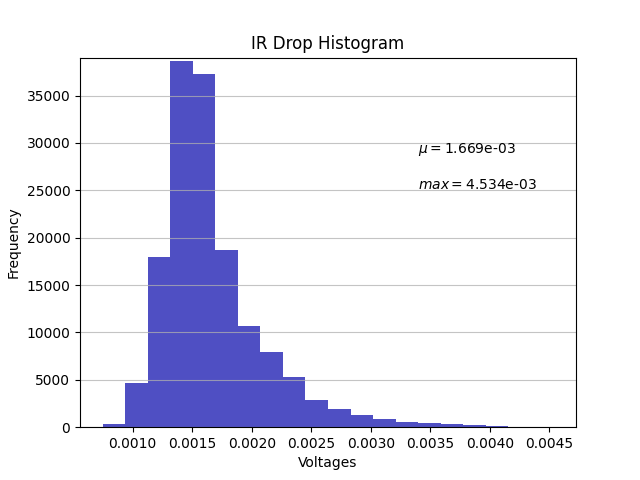 IR Drop Histogram
35000
30000
25000
20000
15000
10000
5000
0
Frequency
μ = 1.669e-03
max = 4.534e-03
0.0010 0.0015 0.0020 0.0025 0.0030 0.0035 0.0040 0.0045
Voltages